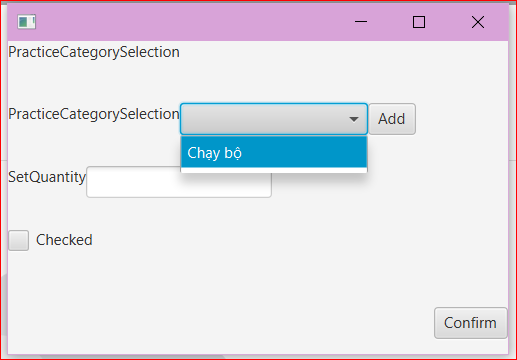 PracticeCategorySelection
PracticeCategorySelection Add
Chạy bộ
SetQuantity
Checked
Confirm